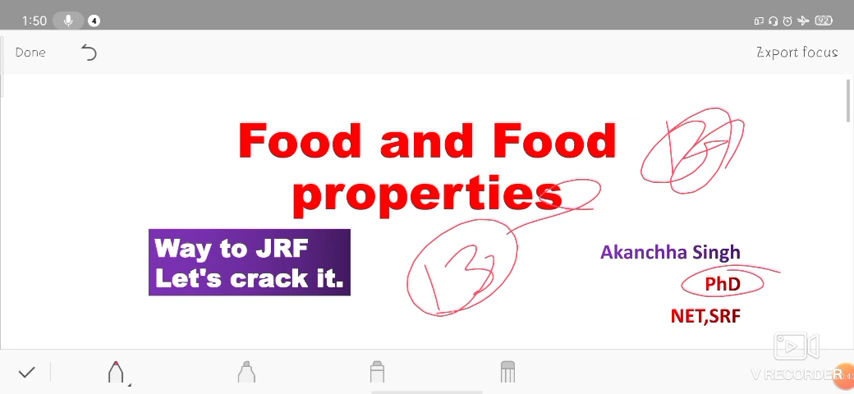 1:50 4
Done
Export focus
Food and Food
properties
Way to JRF
Let's crack it.
Akanchha Singh
PhD
NET,SRF
V RECORDER